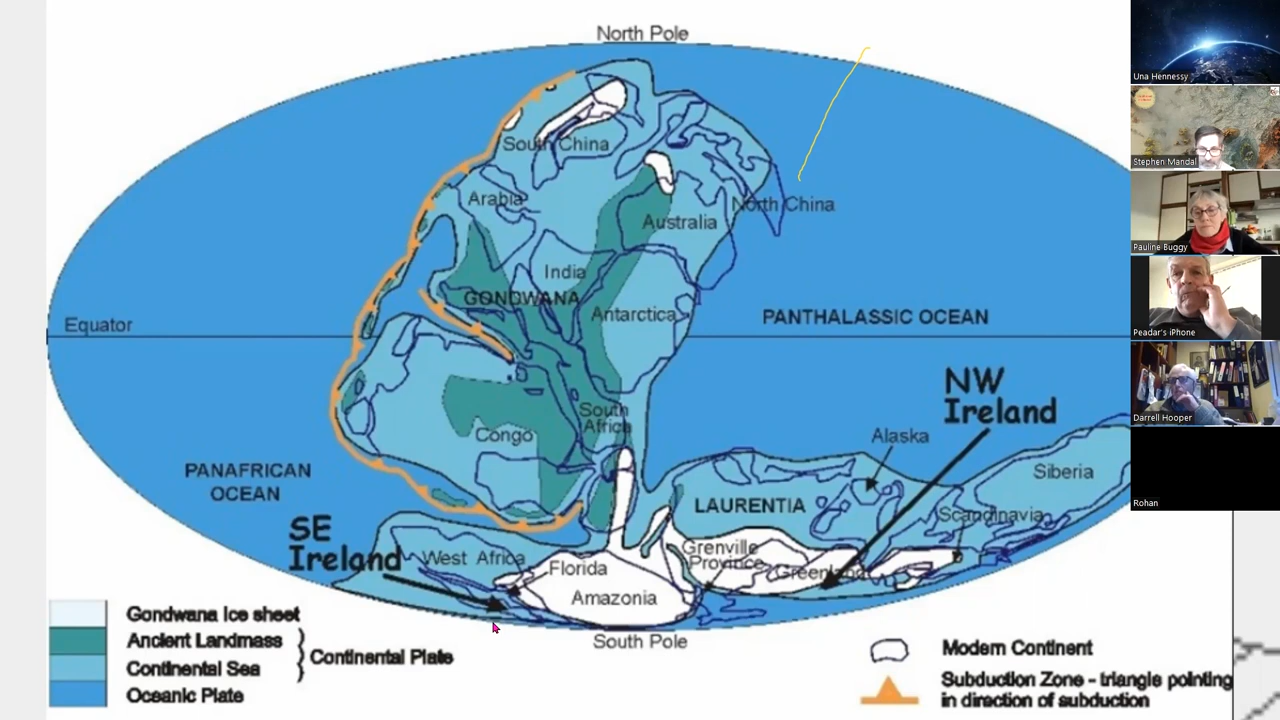 North Pole
South China
Arabia
North China
Australia
India
GONDWANA
Antarctica
Equator
PANTHALASSIC OCEAN
NW
Ireland
South
Africa
Congo
Alaska
PANAFRICAN
OCEAN
Siberia
LAURENTIA
Scandinavia
SE
Ireland
West Africa
Florida
Grenville
Province
Greenland
Amazonia
South Pole
Gondwana Ice sheet
Ancient Landmass
Continental Sea
Continental Plate
Oceanic Plate
Modern Continent
Subduction Zone - triangle pointing
in direction of subduction
Una Hennessy
Stephen Mandal
Pauline Buggy
Peadar's iPhone
Darrell Hooper
Rohan